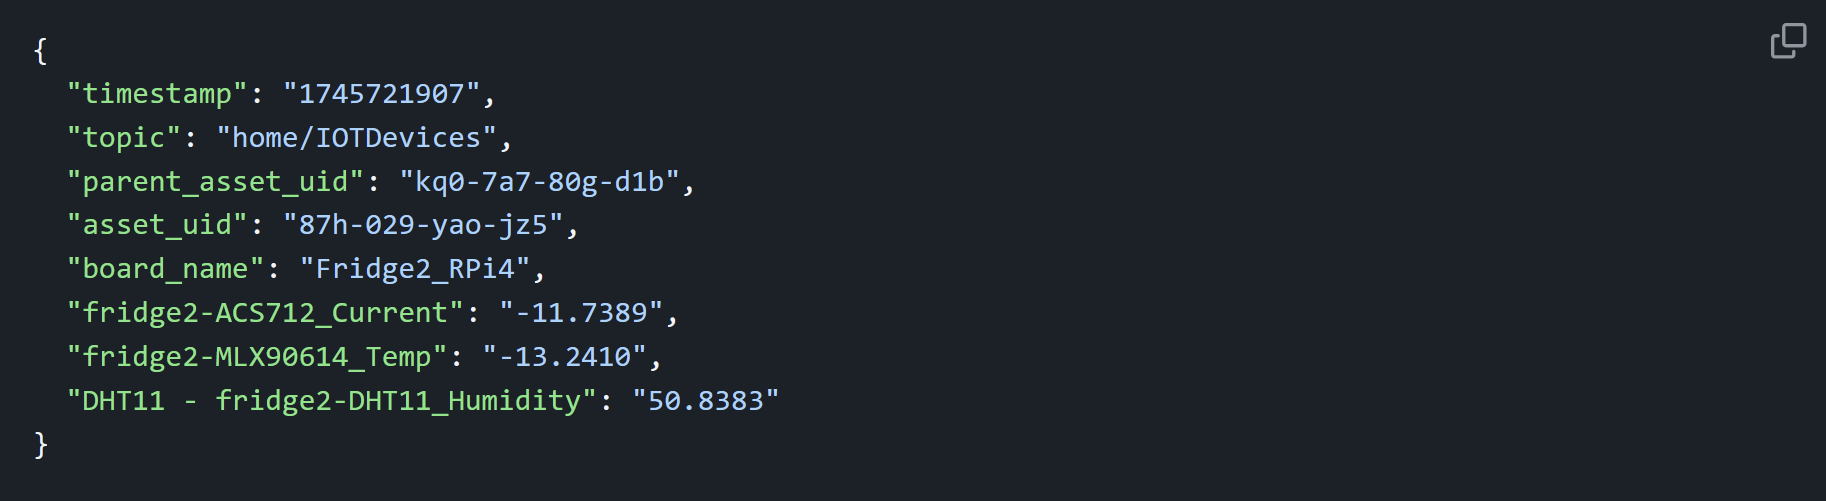 {
  "timestamp": "1745721907",
  "topic": "home/IOTDevices",
  "parent_asset_uid": "kq0-7a7-80g-d1b",
  "asset_uid": "87h-029-yao-jz5",
  "board_name": "Fridge2_RPi4",
  "fridge2-ACS712_Current": "-11.7389",
  "fridge2-MLX90614_Temp": "-13.2410",
  "DHT11 - fridge2-DHT11_Humidity": "50.8383"
}